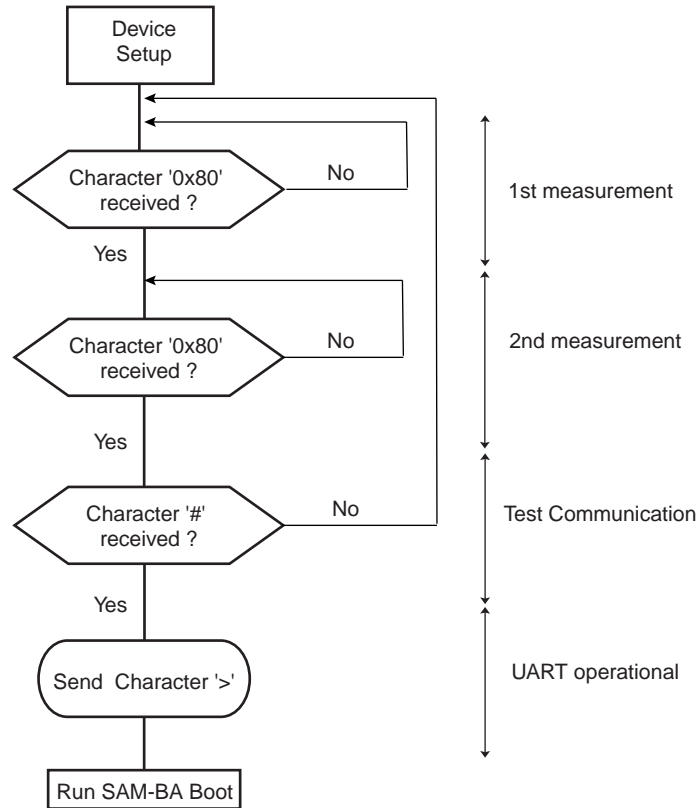 Device
Setup
Character '0x80'
received ?
No
1st measurement
Yes
Character '0x80'
received ?
No
2nd measurement
Yes
Character '#'
received ?
No
Test Communication
Yes
Send Character '>'
UART operational
Run SAM-BA Boot